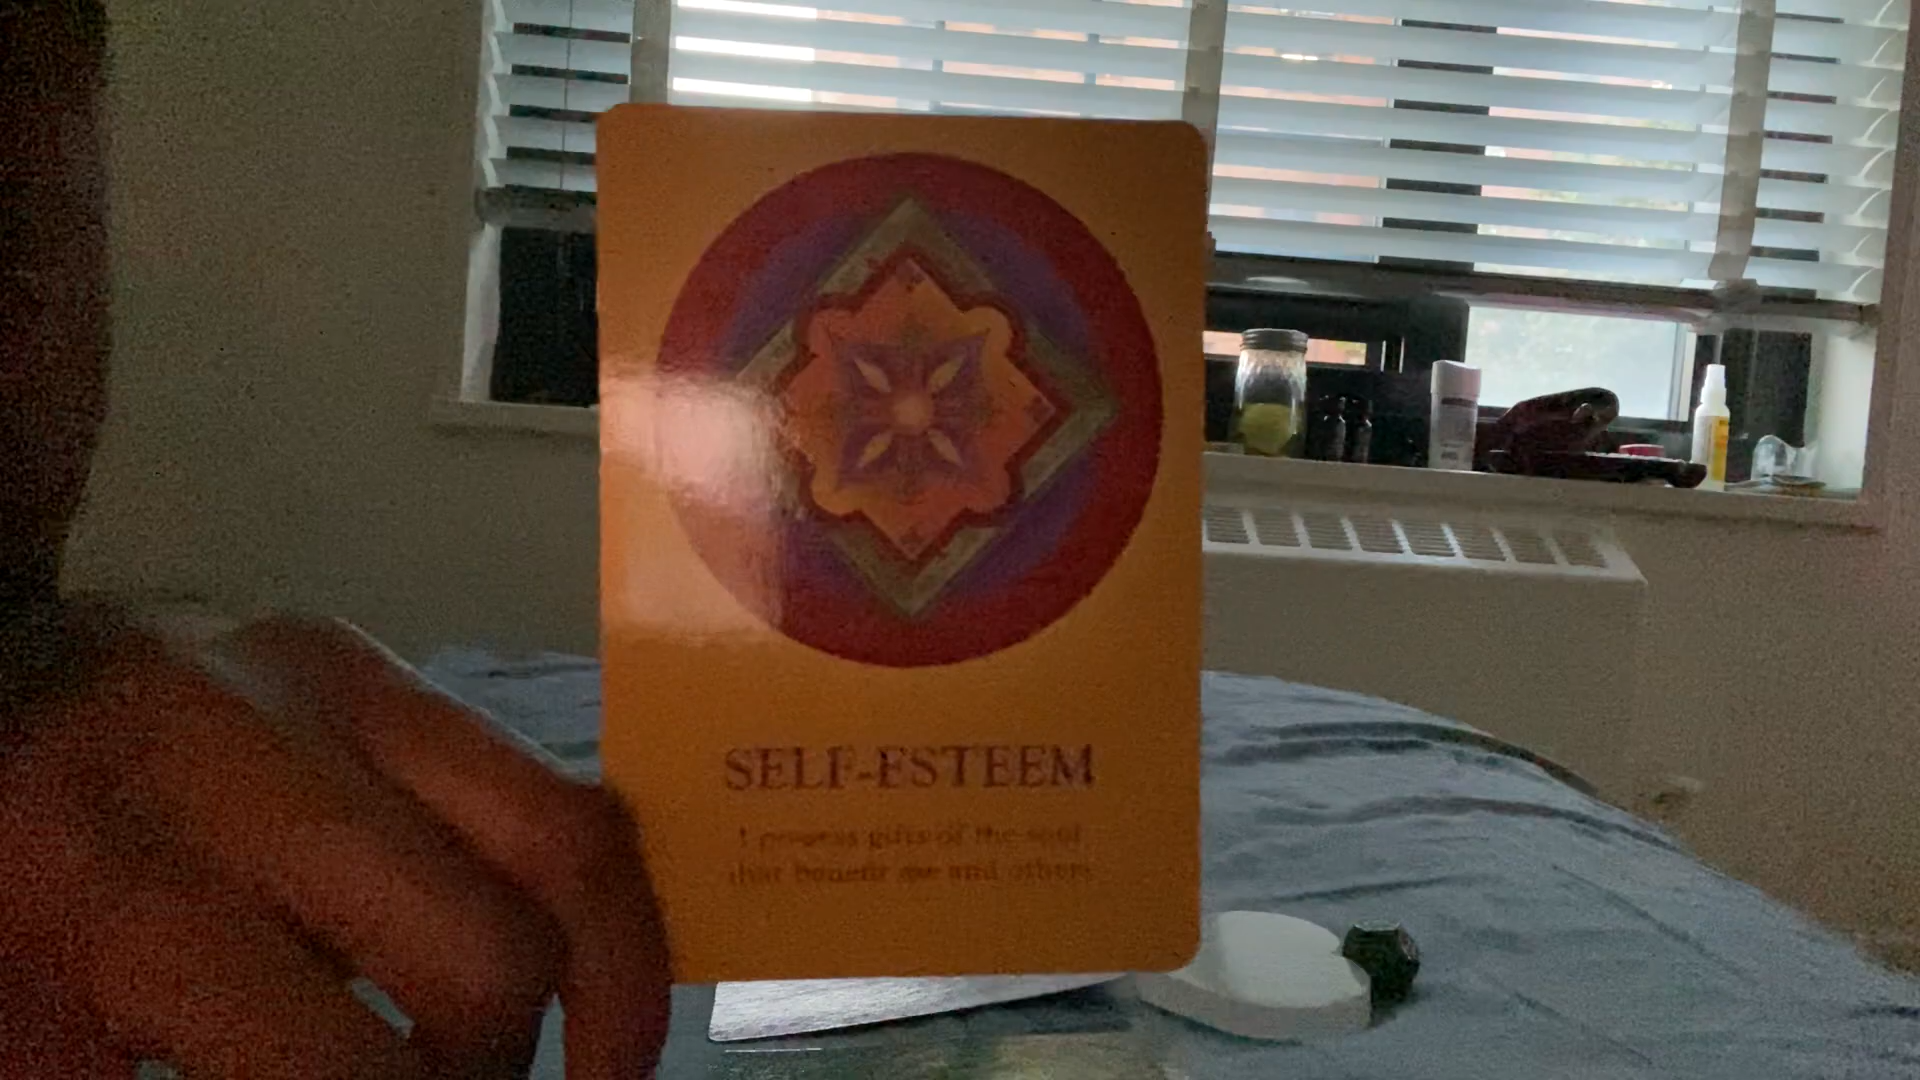 SELF-ESTEEM
I possess gifts of the soul
that benefit me and others